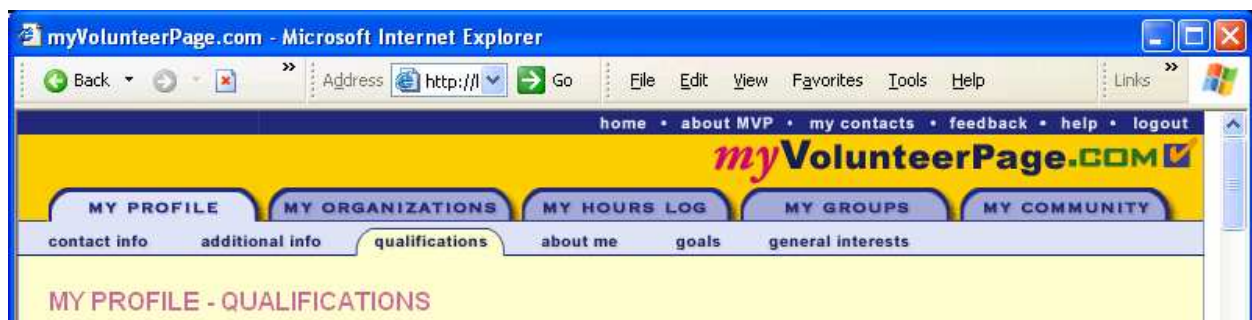 myVolunteerPage.com - Microsoft Internet Explorer
Back » Address http://l Go File Edit View Favorites Tools Help Links »
home • about MVP • my contacts • feedback • help • logout
myVolunteerPage.COM
MY PROFILE MY ORGANIZATIONS MY HOURS LOG MY GROUPS MY COMMUNITY
contact info additional info qualifications about me goals general interests
MY PROFILE - QUALIFICATIONS